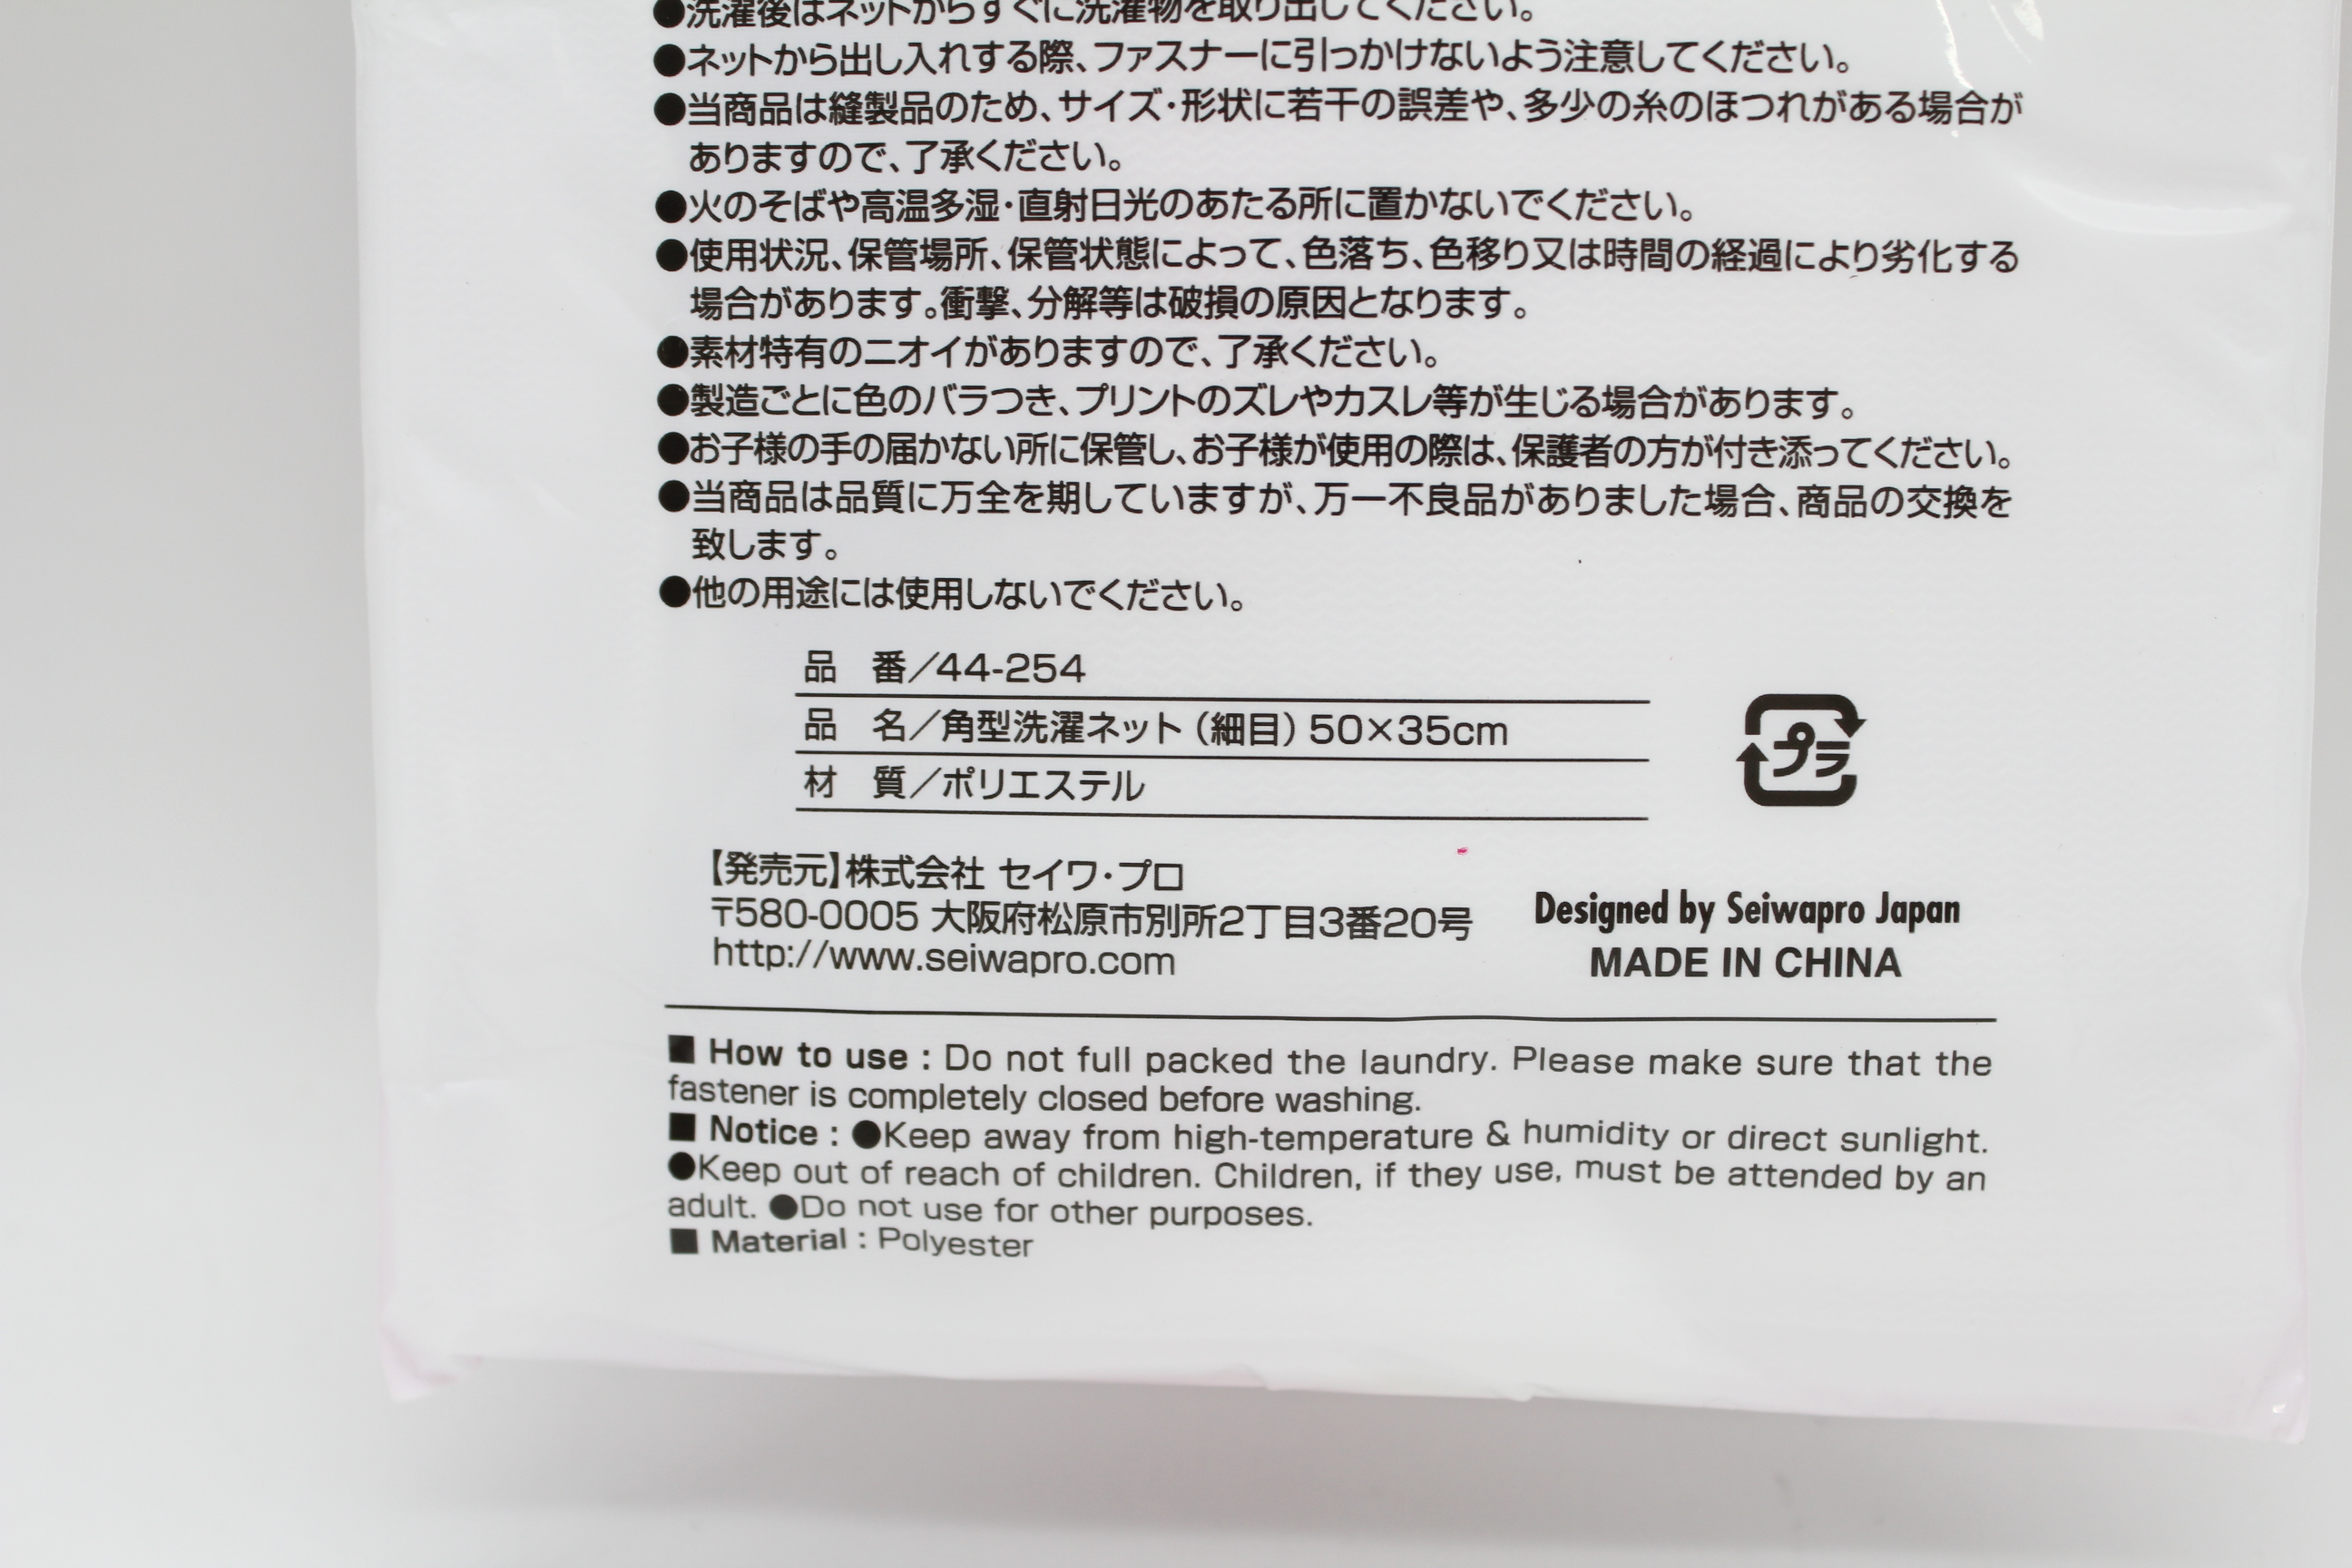 ●洗濯後はネットからすぐに洗濯物を取り出してください。
●ネットから出し入れする際、ファスナーに引っかけないよう注意してください。
●当商品は縫製品のため、サイズ・形状に若干の誤差や、多少の糸のほつれがある場合が
ありますので、了承ください。
●火のそばや高温多湿・直射日光のあたる所に置かないでください。
●使用状況、保管場所、保管状態によって、色落ち、色移り又は時間の経過により劣化する
場合があります。衝撃、分解等は破損の原因となります。
●素材特有のニオイがありますので、了承ください。
●製造ごとに色のバラつき、プリントのズレやカスレ等が生じる場合があります。
●お子様の手の届かない所に保管し、お子様が使用の際は、保護者の方が付き添ってください。
●当商品は品質に万全を期していますが、万一不良品がありました場合、商品の交換を
致します。
●他の用途には使用しないでください。
品　番／44-254
品　名／角型洗濯ネット（細目）50×35cm
材　質／ポリエステル
プラ
【発売元】株式会社 セイワ・プロ
〒580-0005 大阪府松原市別所2丁目3番20号
http://www.seiwapro.com
Designed by Seiwapro Japan
MADE IN CHINA
■ How to use : Do not full packed the laundry. Please make sure that the
fastener is completely closed before washing.
■ Notice : ●Keep away from high-temperature & humidity or direct sunlight.
●Keep out of reach of children. Children, if they use, must be attended by an
adult. ●Do not use for other purposes.
■ Material : Polyester